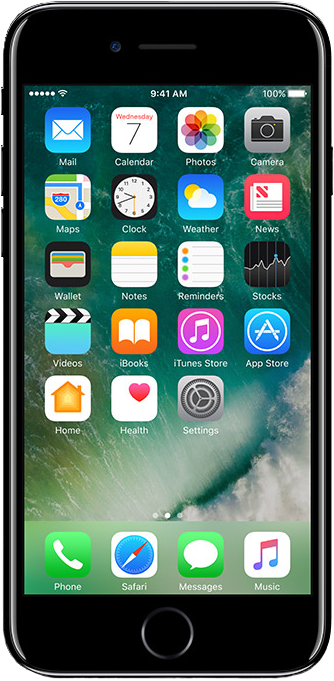 9:41 AM 100%
Wednesday
7
Mail Calendar Photos Camera
280
Maps Clock Weather News
Wallet Notes Reminders Stocks
Videos iBooks iTunes Store App Store
Home Health Settings
Phone Safari Messages Music